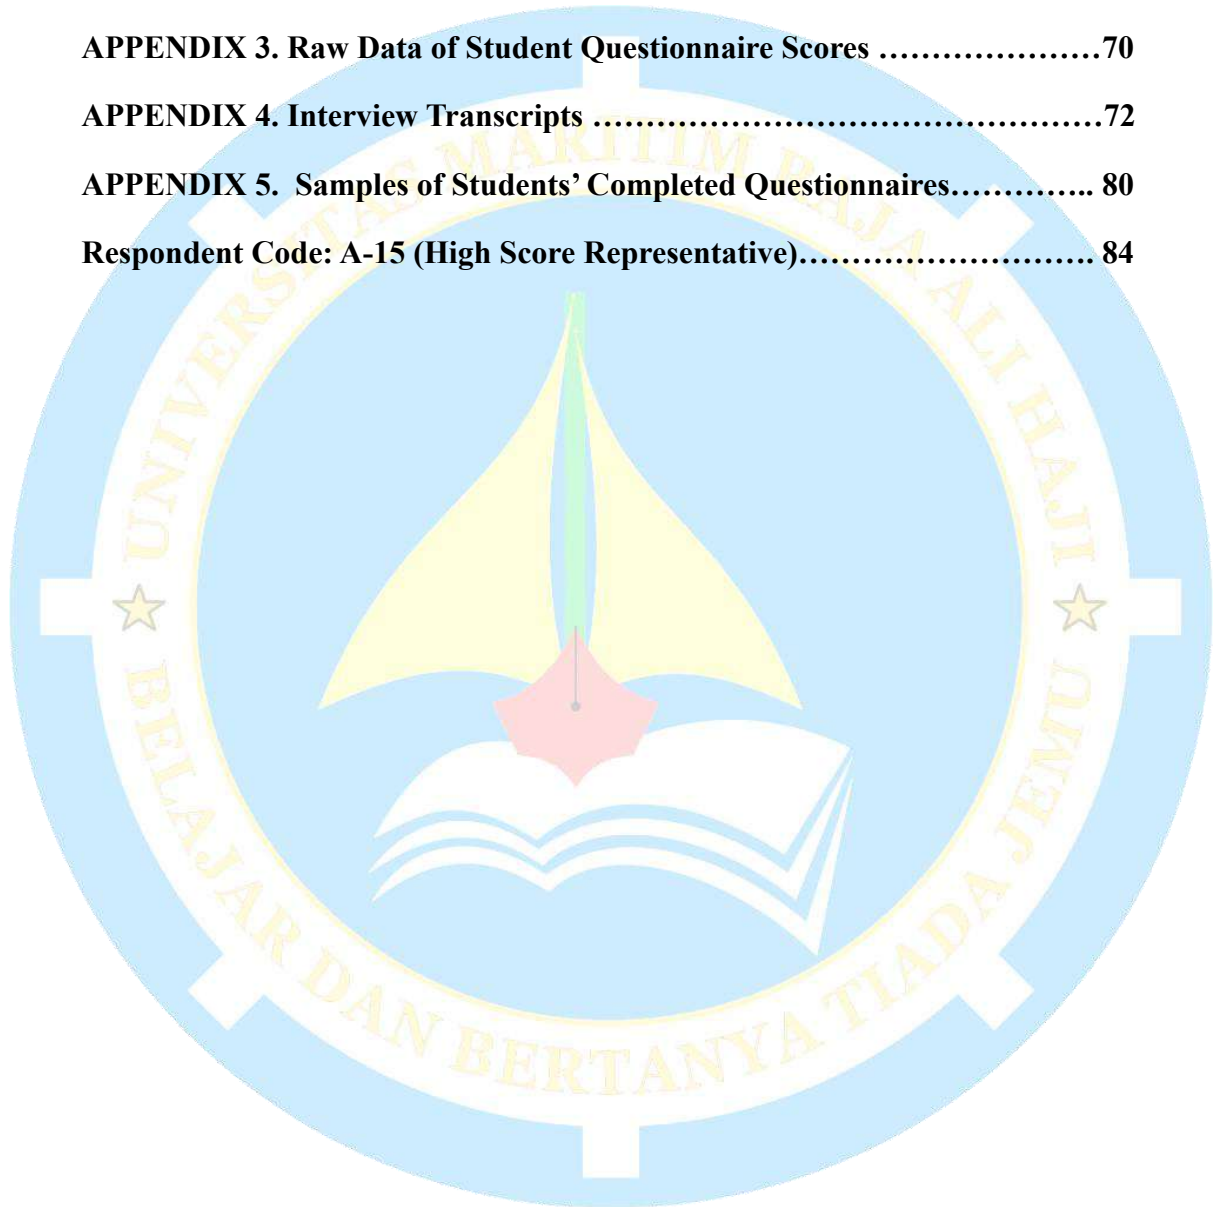 APPENDIX 3. Raw Data of Student Questionnaire Scores …………………70
APPENDIX 4. Interview Transcripts …………………………………………72
APPENDIX 5.  Samples of Students’ Completed Questionnaires………….. 80
Respondent Code: A-15 (High Score Representative)………………………. 84
UNIVERSITAS MARITIM RAJA ALI HAJI
BELAJAR DAN BERTANYA TIADA JEMU